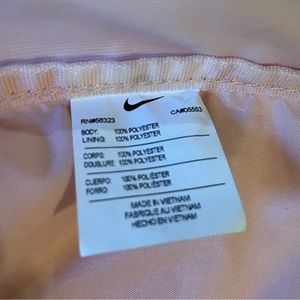 RN#56323 CA#05553
BODY: 100% POLYESTER
LINING: 100% POLYESTER
CORPS: 100% POLYESTER
DOUBLURE: 100% POLYESTER
CUERPO 100% POLIÉSTER
FORRO 100% POLIÉSTER
MADE IN VIETNAM
FABRIQUÉ AU VIETNAM
HECHO EN VIETNAM